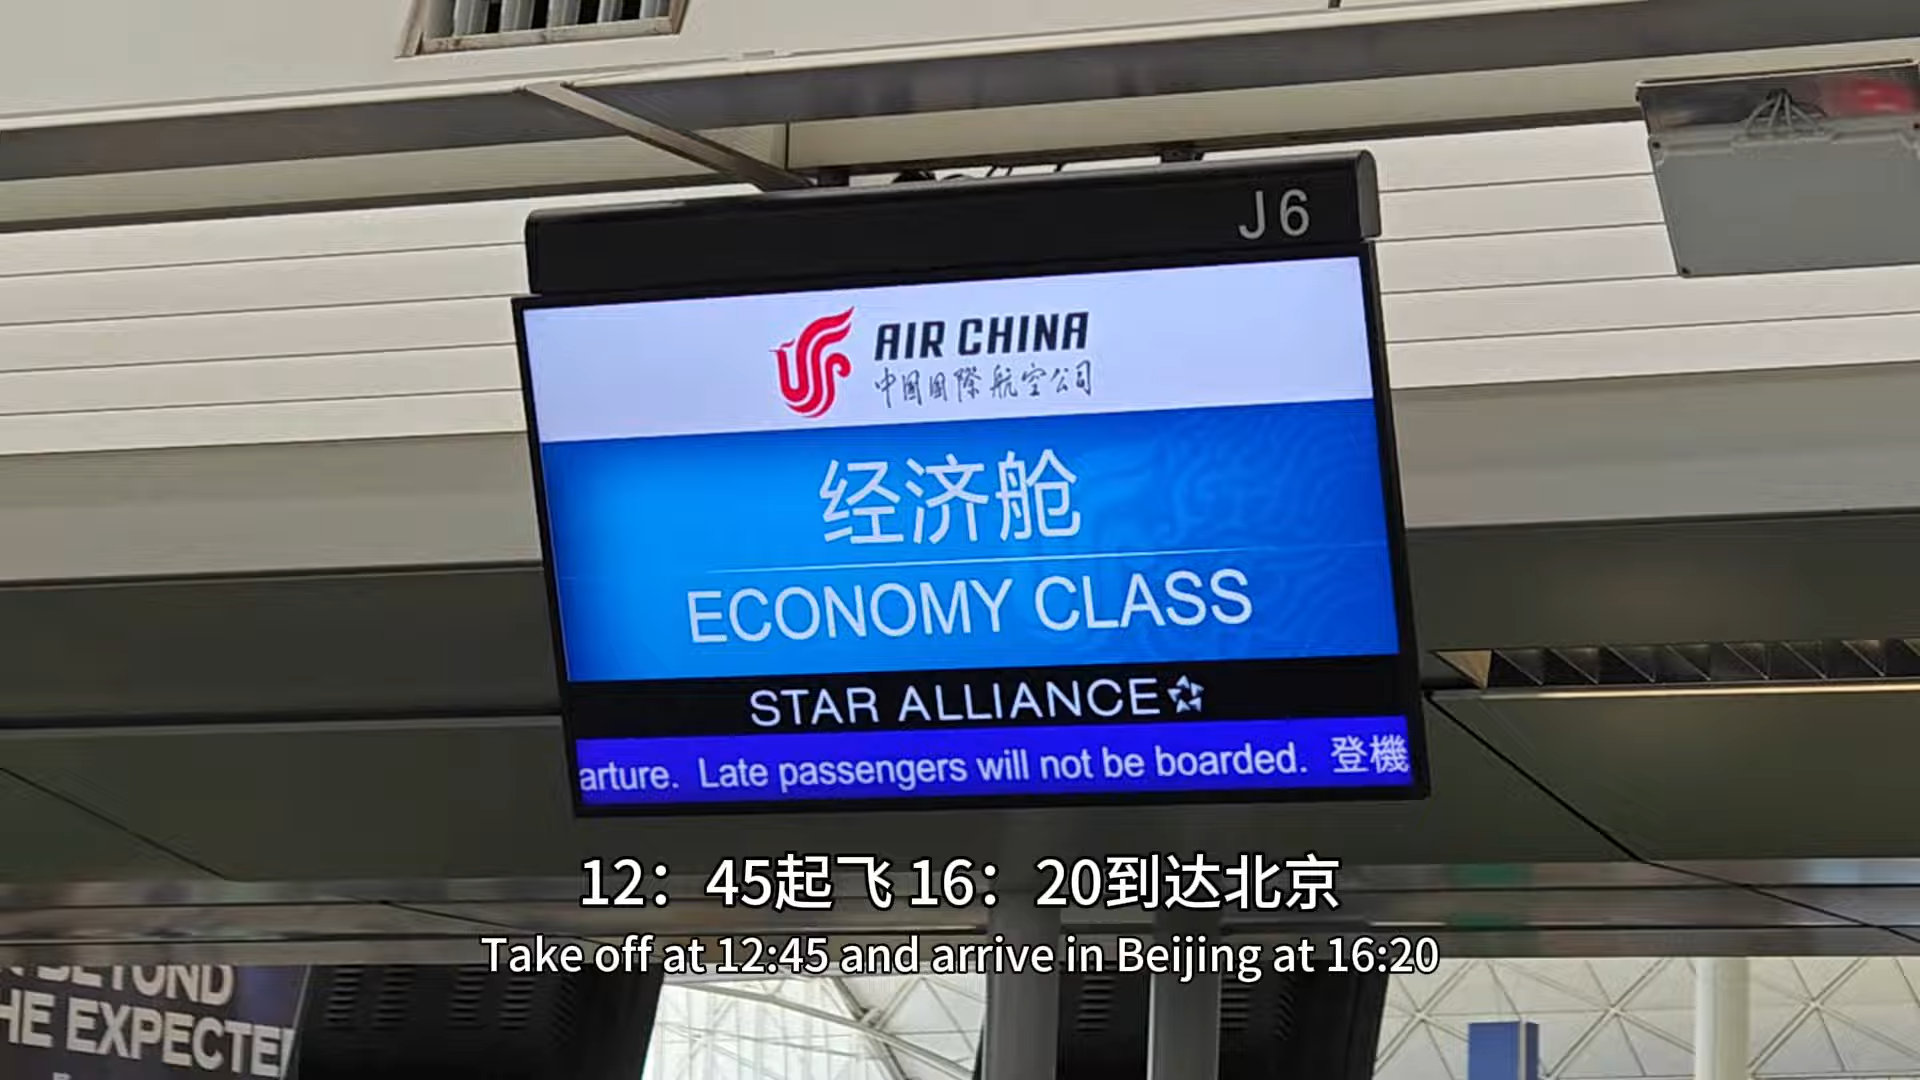 J6
AIR CHINA
中国国際航空公司
经济舱
ECONOMY CLASS
STAR ALLIANCE
arture. Late passengers will not be boarded. 登機
12：45起飞 16：20到达北京
Take off at 12:45 and arrive in Beijing at 16:20
BEYOND
HE EXPECTE